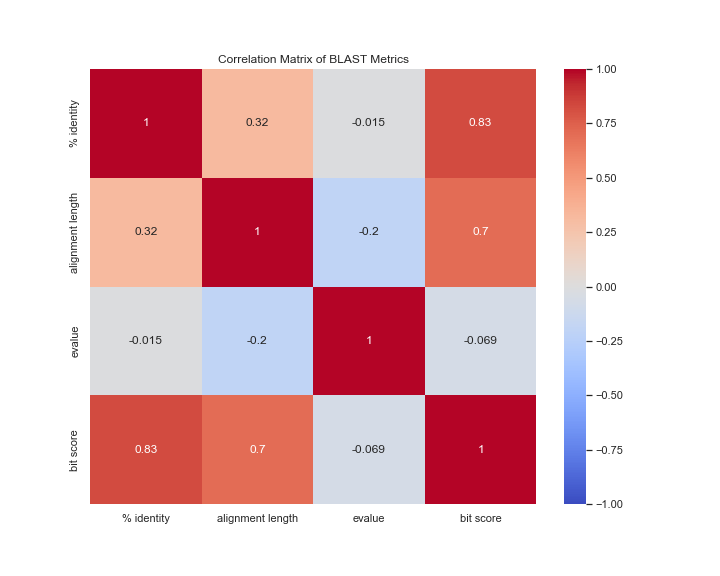 Correlation Matrix of BLAST Metrics
% identity
1
0.32
-0.015
0.83
alignment length
0.32
1
-0.2
0.7
evalue
-0.015
-0.2
1
-0.069
bit score
0.83
0.7
-0.069
1
% identity
alignment length
evalue
bit score
1.00
0.75
0.50
0.25
0.00
−0.25
−0.50
−0.75
−1.00